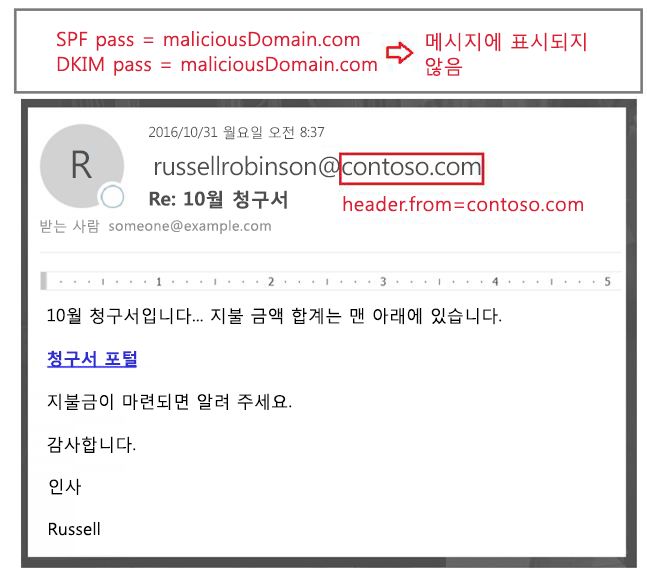 SPF pass = maliciousDomain.com
DKIM pass = maliciousDomain.com
메시지에 표시되지
않음
R
2016/10/31 월요일 오전 8:37
russellrobinson@contoso.com
Re: 10월 청구서
header.from=contoso.com
받는 사람 someone@example.com
1 2 3 4 5
10월 청구서입니다... 지불 금액 합계는 맨 아래에 있습니다.
청구서 포털
지불금이 마련되면 알려 주세요.
감사합니다.
인사
Russell